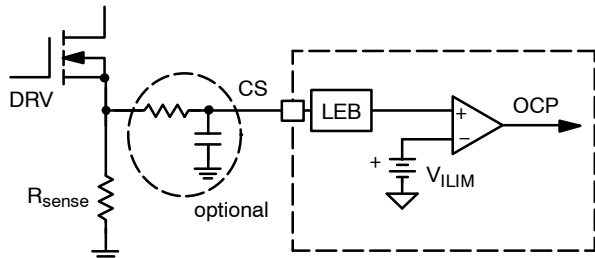 DRV
CS
LEB
OCP
+
−
+
V_ILIM
R_sense
optional